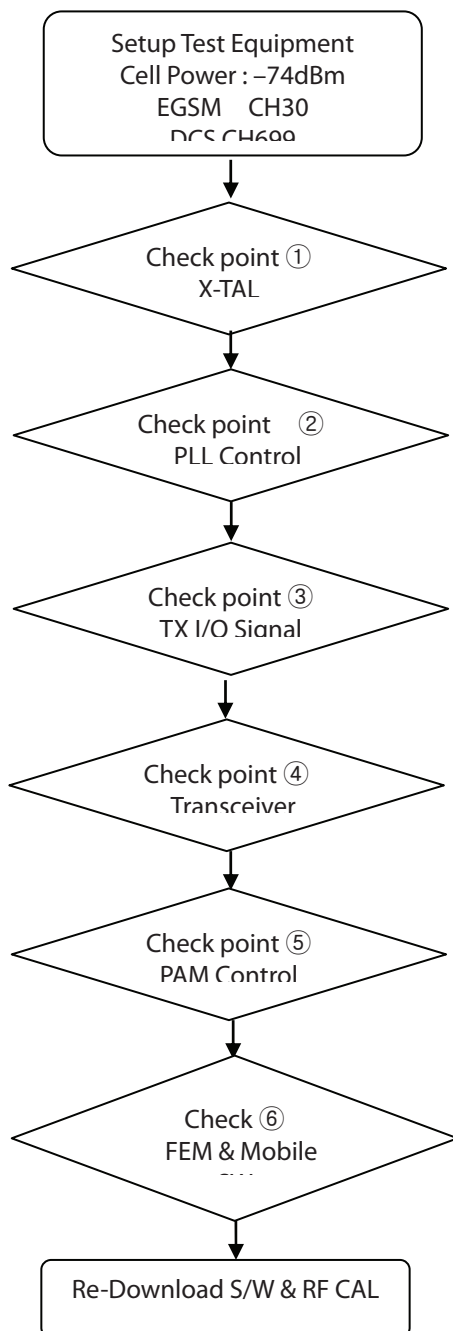 Setup Test Equipment
Cell Power : –74dBm
EGSM CH30
DCS CH699
Check point ①
X-TAL
Check point ②
PLL Control
Check point ③
TX I/Q Signal
Check point ④
Transceiver
Check point ⑤
PAM Control
Check ⑥
FEM & Mobile
Re-Download S/W & RF CAL